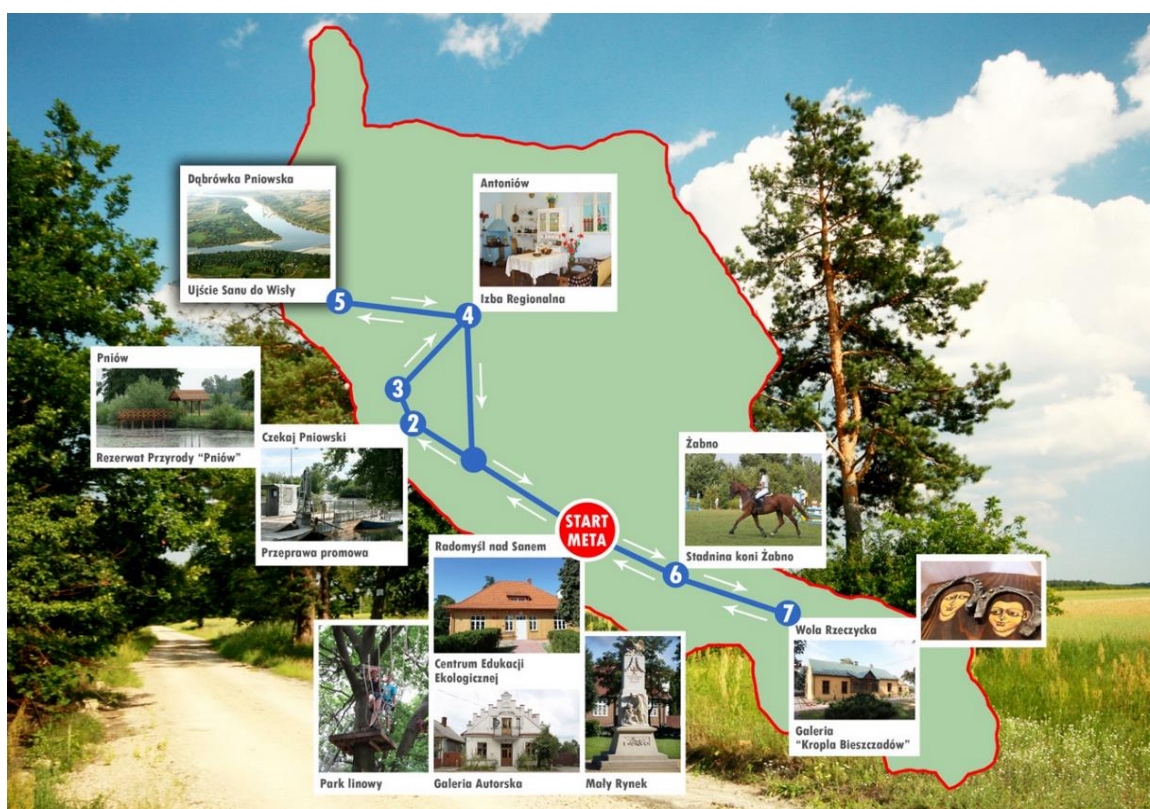 Dąbrówka Pniowska
Ujście Sanu do Wisły
Antoniów
Izba Regionalna
5
4
3
2
Pniów
Rezerwat Przyrody “Pniów”
Czekaj Pniowski
Przeprawa promowa
START
META
Żabno
Stadnina koni Żabno
6
7
Radomyśl nad Sanem
Centrum Edukacji
Ekologicznej
Park linowy
Galeria Autorska
Mały Rynek
Wola Rzeczycka
Galeria
“Kropla Bieszczadów”